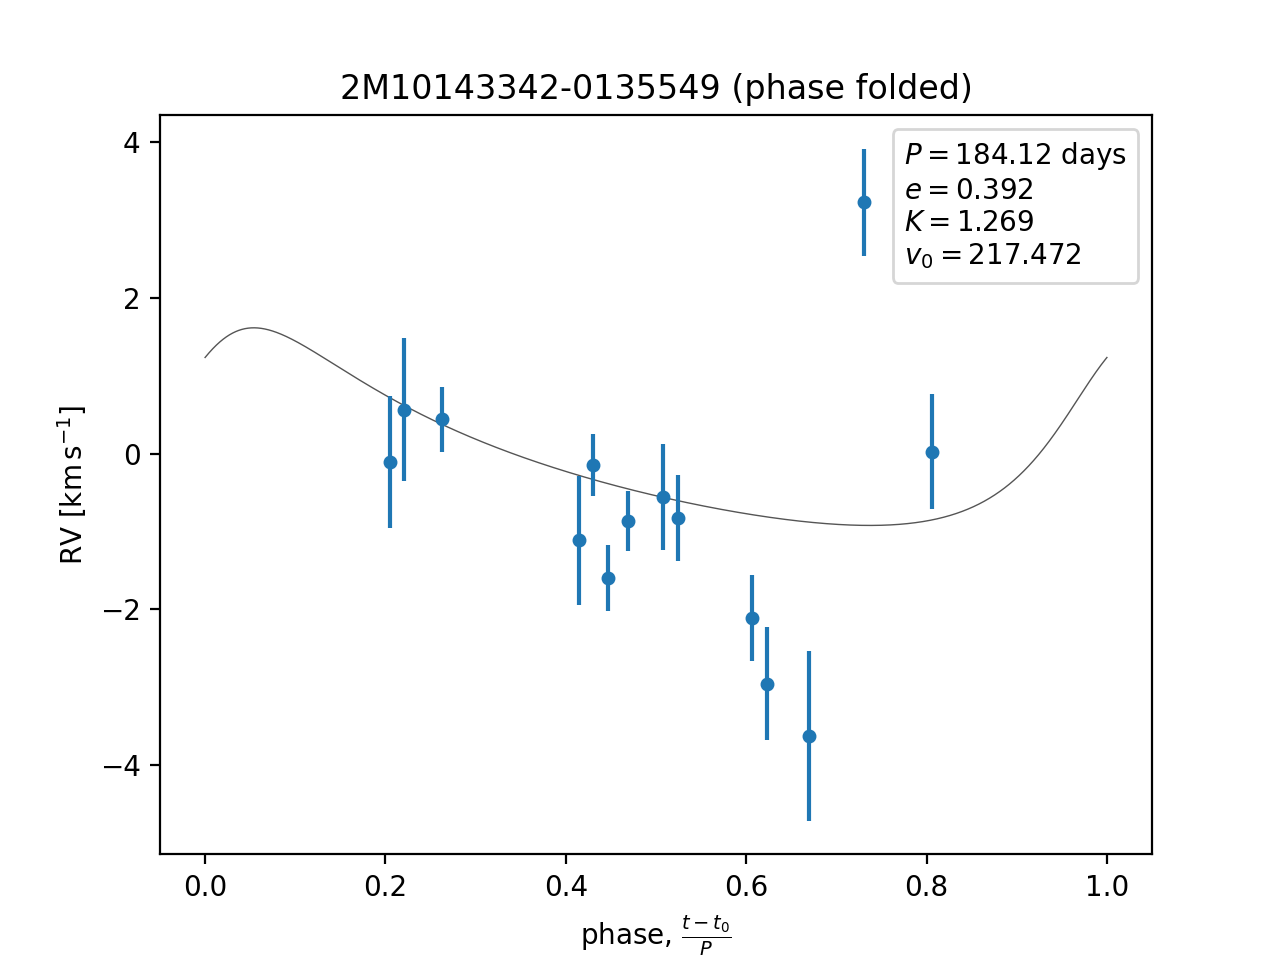 2M10143342-0135549 (phase folded)
P = 184.12 days
e = 0.392
K = 1.269
v₀ = 217.472
RV [km s⁻¹]
4
2
0
−2
−4
0.0 0.2 0.4 0.6 0.8 1.0
phase, (t − t₀)/P